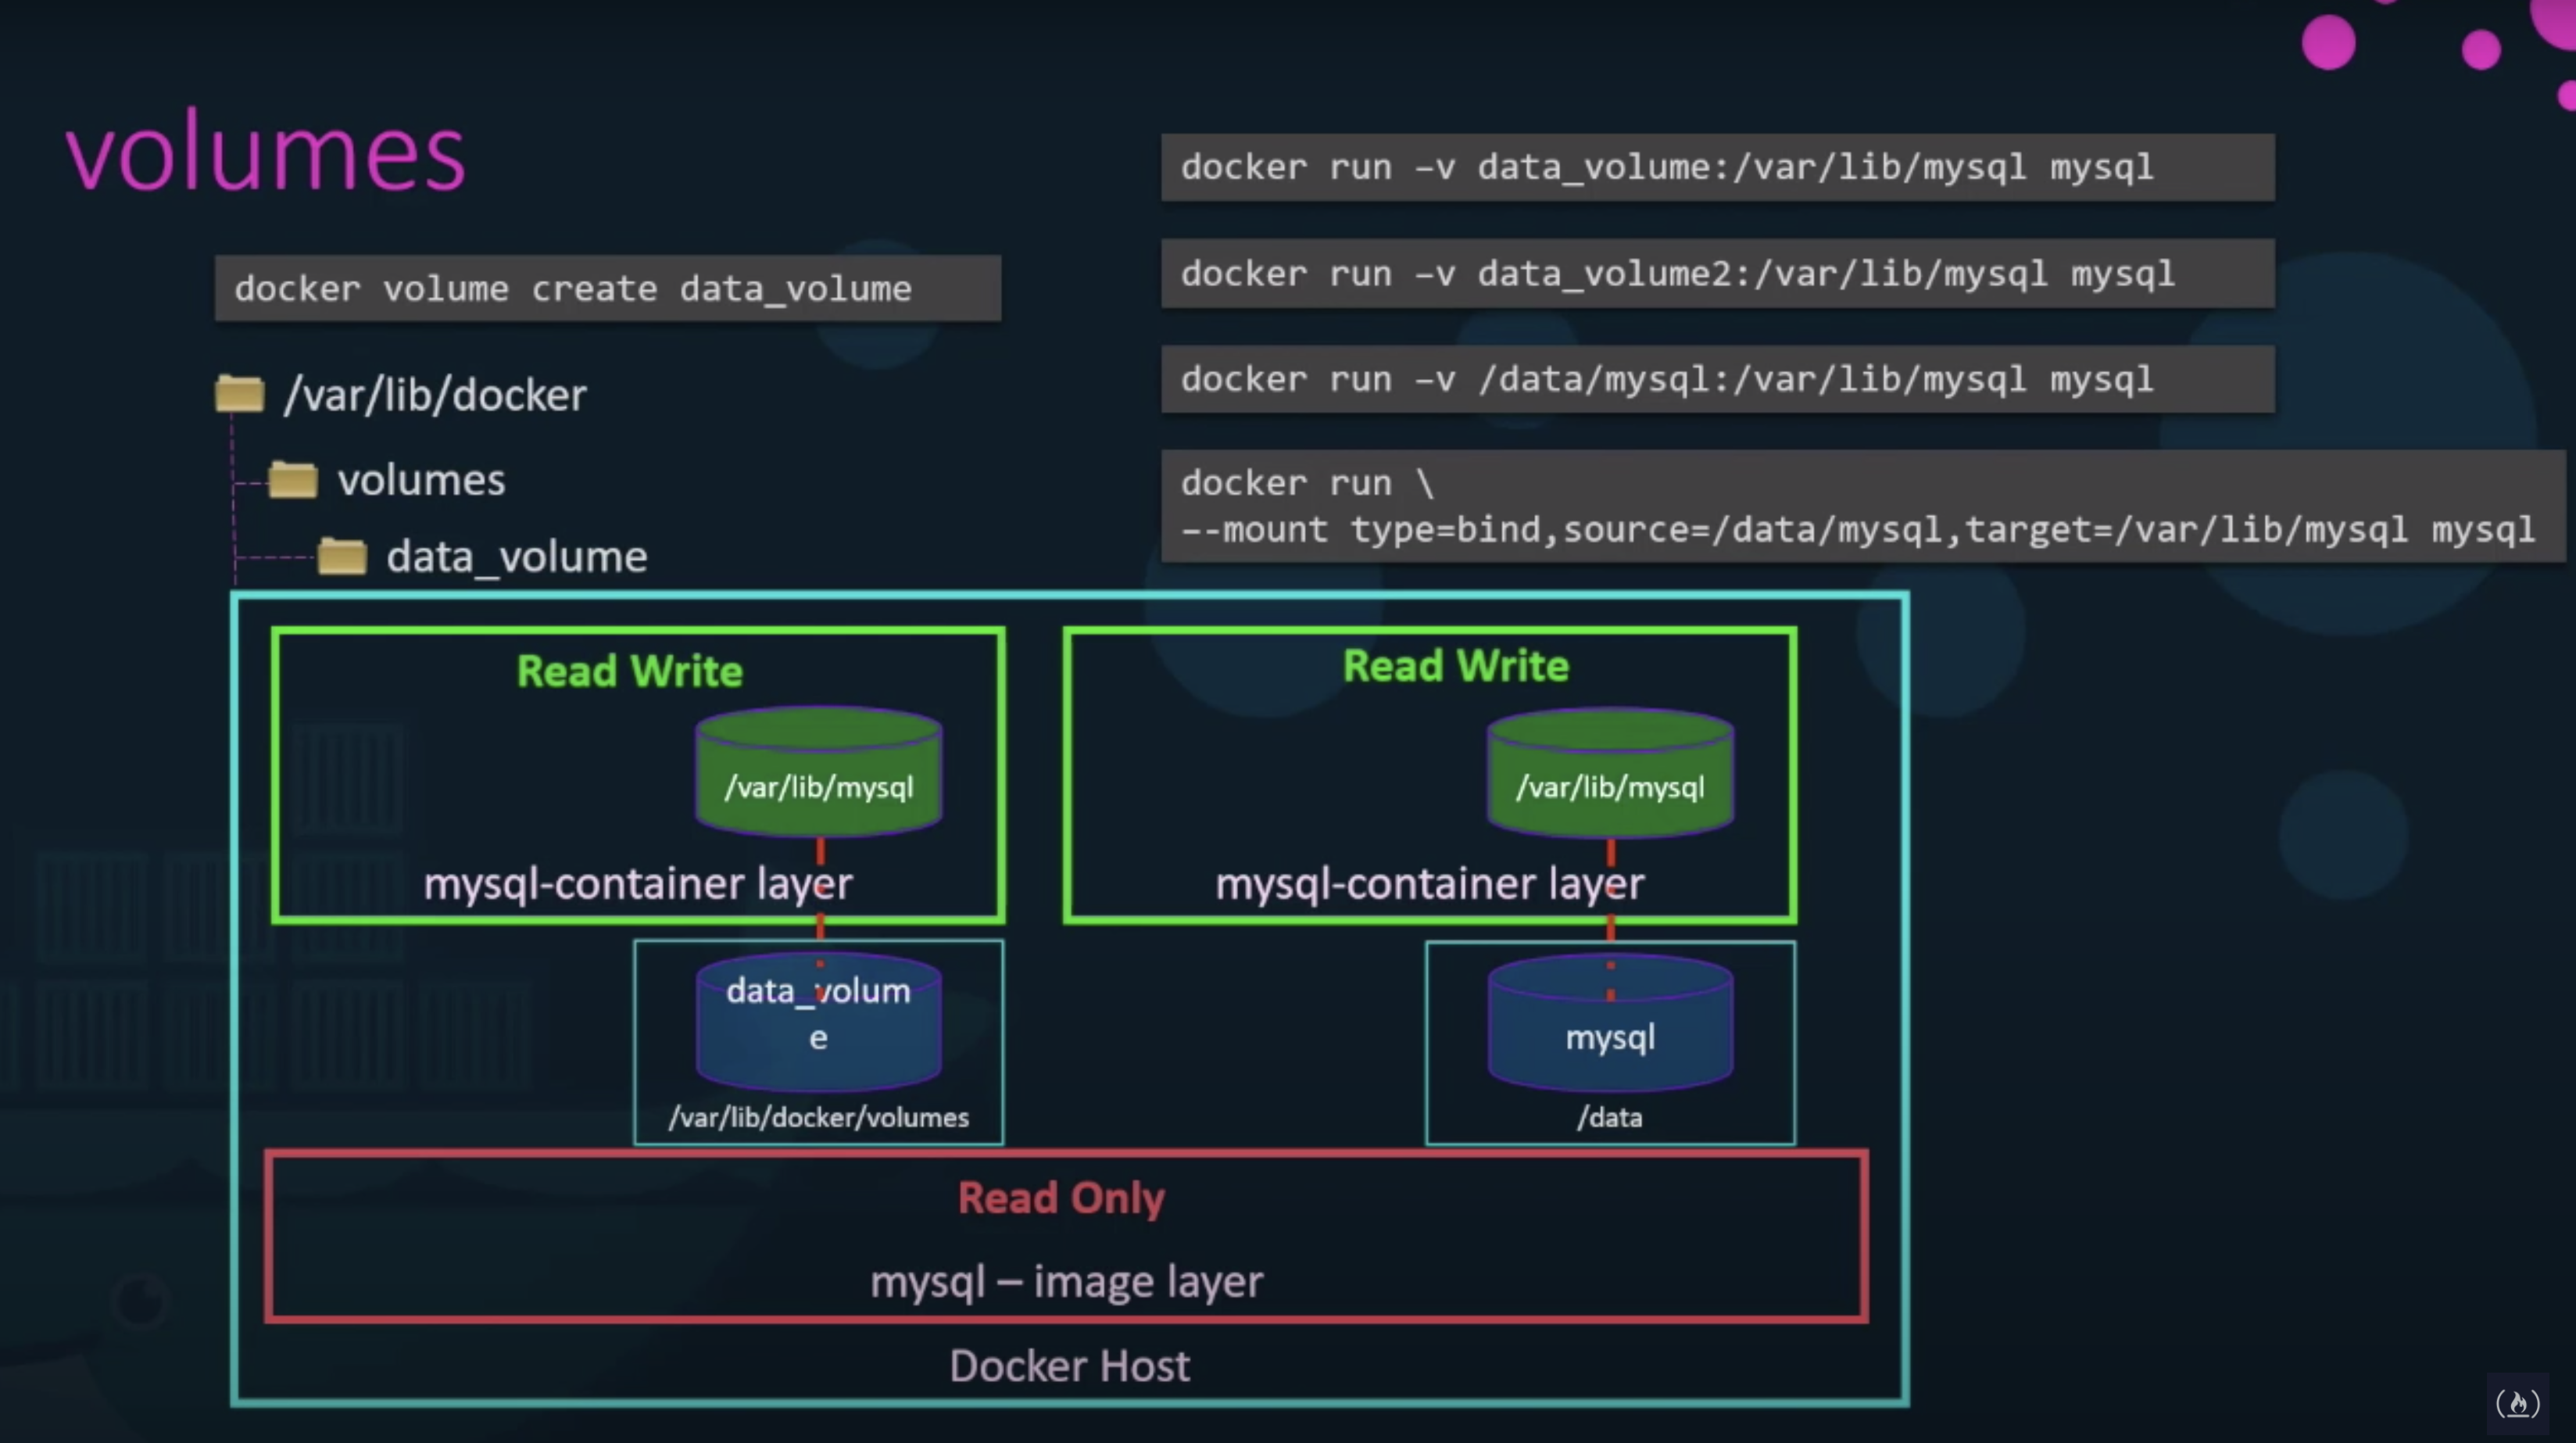 volumes
docker volume create data_volume
/var/lib/docker
volumes
data_volume
docker run –v data_volume:/var/lib/mysql mysql
docker run –v data_volume2:/var/lib/mysql mysql
docker run –v /data/mysql:/var/lib/mysql mysql
docker run \
--mount type=bind,source=/data/mysql,target=/var/lib/mysql mysql
Read Write
/var/lib/mysql
mysql-container layer
data_volum
e
/var/lib/docker/volumes
Read Write
/var/lib/mysql
mysql-container layer
mysql
/data
Read Only
mysql – image layer
Docker Host